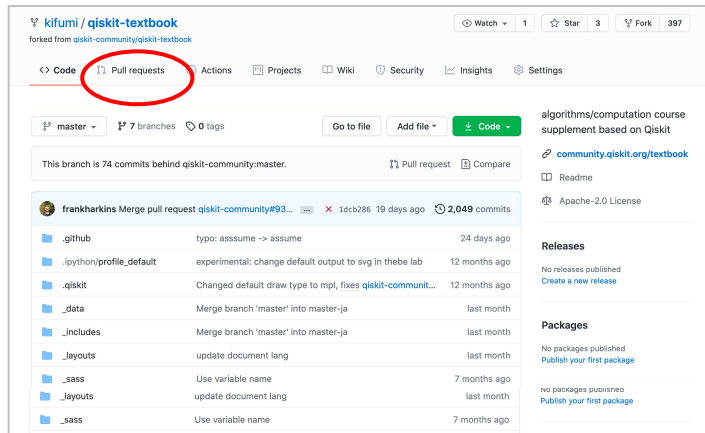 kifumi / qiskit-textbook
Watch 1 Star 3 Fork 397
forked from qiskit-community/qiskit-textbook
Code Pull requests Actions Projects Wiki Security Insights Settings
master 7 branches 0 tags Go to file Add file Code
This branch is 74 commits behind qiskit-community:master. Pull request Compare
frankharkins Merge pull request qiskit-community#93... ... 1dcb286 19 days ago 2,049 commits
.github typo: asssume -> assume 24 days ago
.ipython/profile_default experimental: change default output to svg in thebe lab 12 months ago
.qiskit Changed default draw type to mpl, fixes qiskit-communit... 12 months ago
_data Merge branch 'master' into master-ja last month
_includes Merge branch 'master' into master-ja last month
_layouts update document lang last month
_sass Use variable name 7 months ago
_layouts update document lang last month
_sass Use variable name 7 months ago
algorithms/computation course
supplement based on Qiskit
community.qiskit.org/textbook
Readme
Apache-2.0 License
Releases
No releases published
Create a new release
Packages
No packages published
Publish your first package
No packages published
Publish your first package